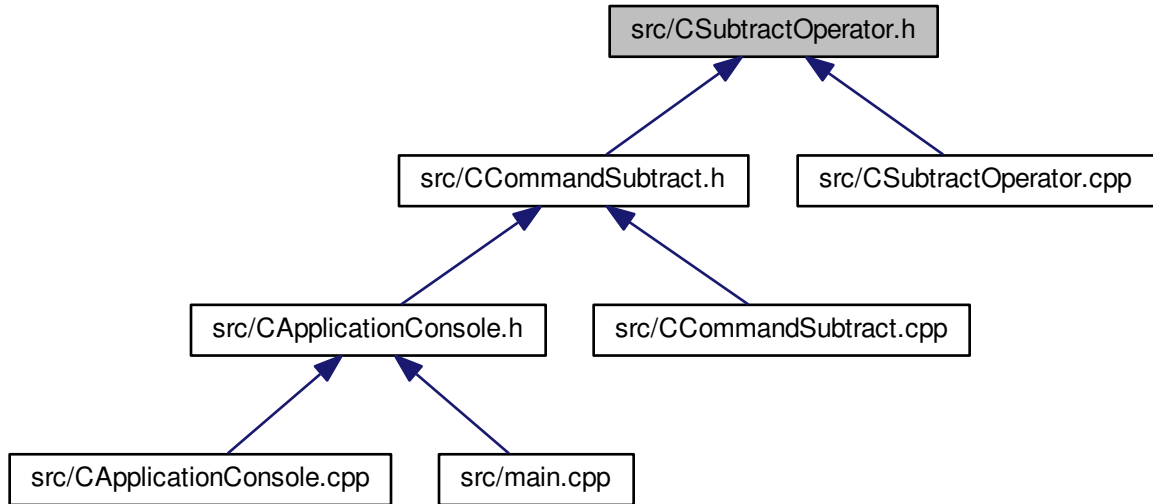 src/CSubtractOperator.h
src/CCommandSubtract.h
src/CSubtractOperator.cpp
src/CApplicationConsole.h
src/CCommandSubtract.cpp
src/CApplicationConsole.cpp
src/main.cpp